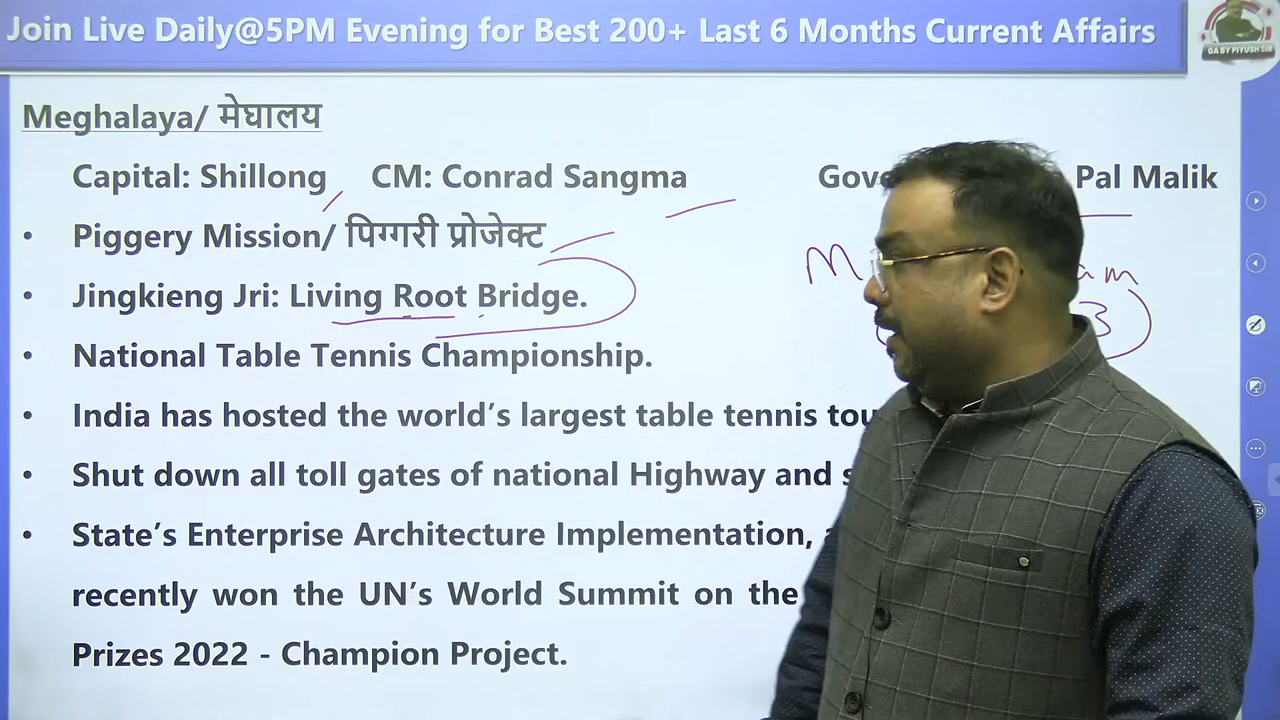 Join Live Daily@5PM Evening for Best 200+ Last 6 Months Current Affairs
GA BY PIYUSH SIR
Meghalaya/ मेघालय
Capital: Shillong CM: Conrad Sangma Pal Malik
• Piggery Mission/ पिग्गरी प्रोजेक्ट
• Jingkieng Jri: Living Root Bridge.
3
• National Table Tennis Championship.
• India has hosted the world's largest table tennis
• Shut down all toll gates of national Highway and
• State's Enterprise Architecture Implementation,
recently won the UN's World Summit on the
Prizes 2022 - Champion Project.